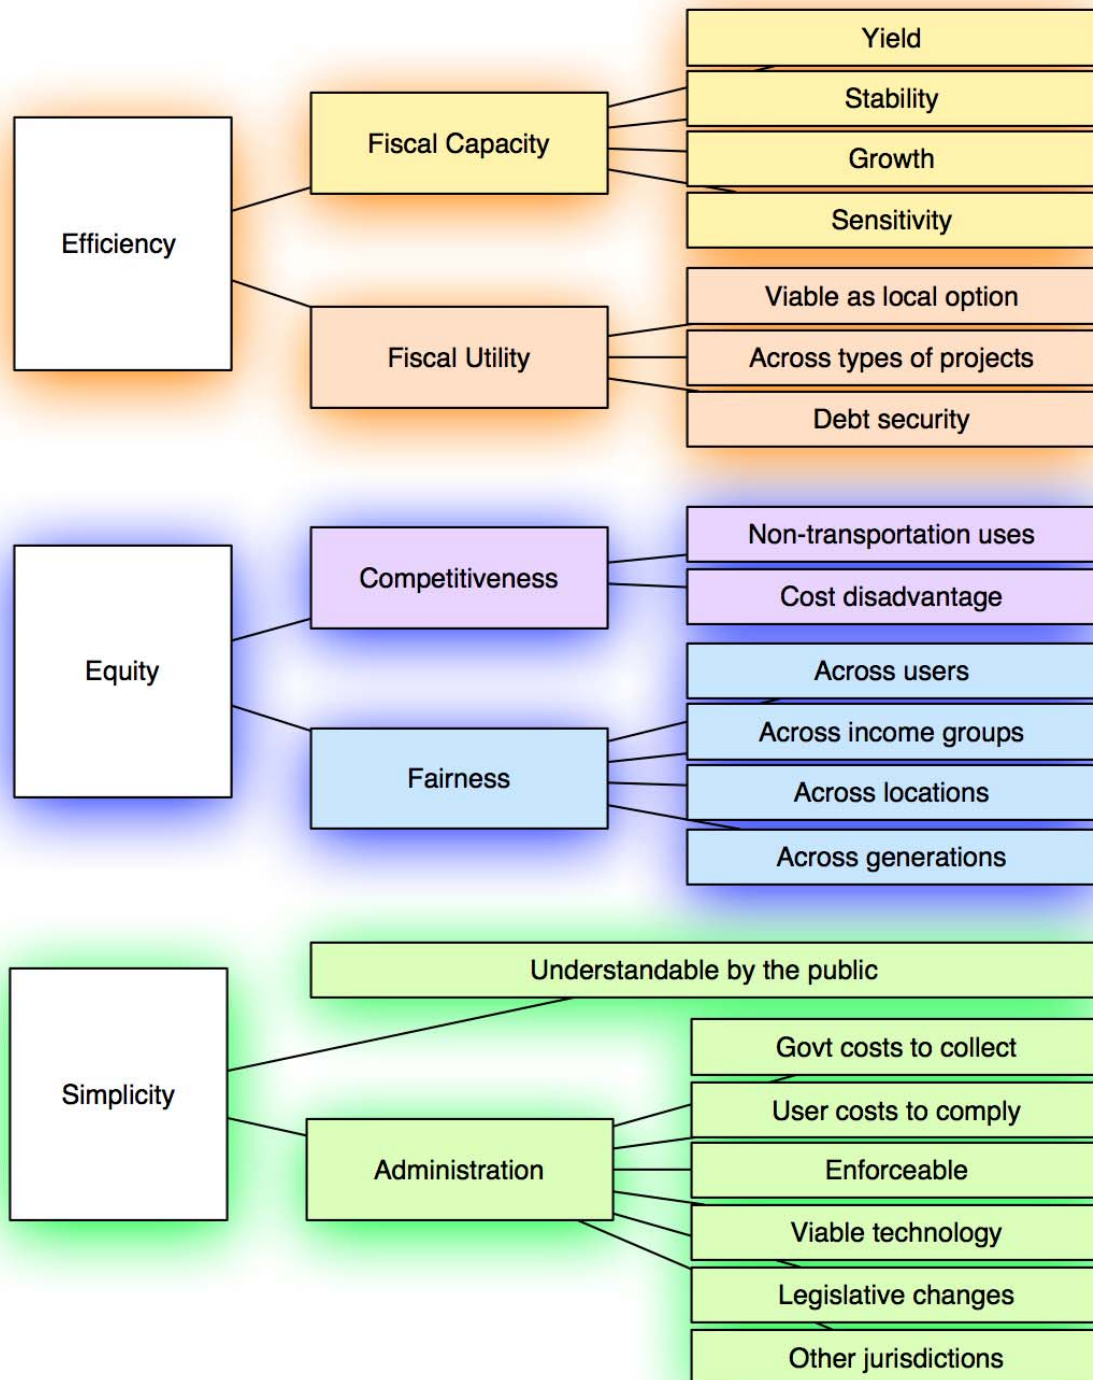 Efficiency
Fiscal Capacity
Yield
Stability
Growth
Sensitivity
Fiscal Utility
Viable as local option
Across types of projects
Debt security
Equity
Competitiveness
Non-transportation uses
Cost disadvantage
Fairness
Across users
Across income groups
Across locations
Across generations
Simplicity
Understandable by the public
Administration
Govt costs to collect
User costs to comply
Enforceable
Viable technology
Legislative changes
Other jurisdictions